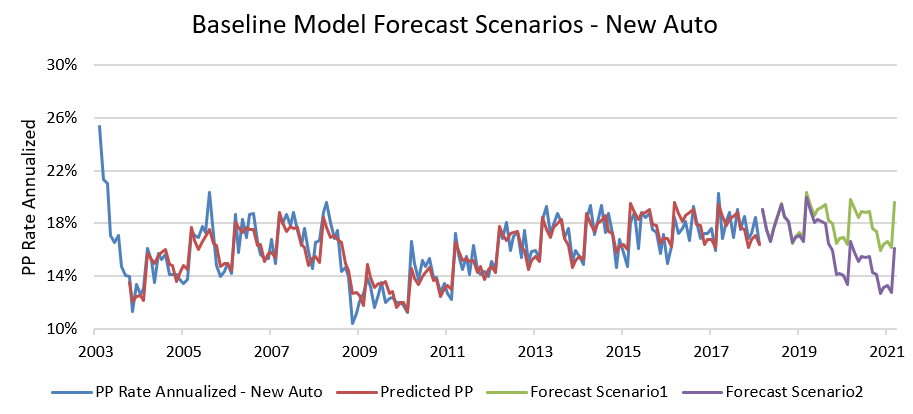 Baseline Model Forecast Scenarios - New Auto
PP Rate Annualized
30%
26%
22%
18%
14%
10%
2003 2005 2007 2009 2011 2013 2015 2017 2019 2021
PP Rate Annualized - New Auto Predicted PP Forecast Scenario1 Forecast Scenario2